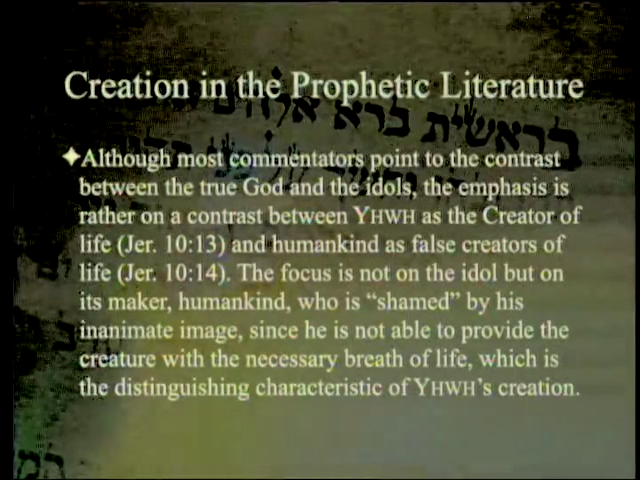 Creation in the Prophetic Literature
בראשית ברא אלהים
Although most commentators point to the contrast
between the true God and the idols, the emphasis is
rather on a contrast between YHWH as the Creator of
life (Jer. 10:13) and humankind as false creators of
life (Jer. 10:14). The focus is not on the idol but on
its maker, humankind, who is “shamed” by his
inanimate image, since he is not able to provide the
creature with the necessary breath of life, which is
the distinguishing characteristic of YHWH’s creation.